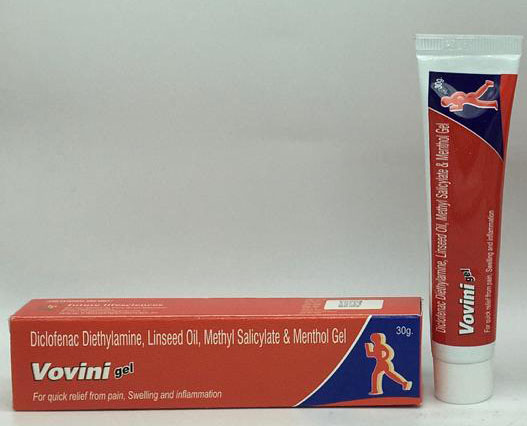 Diclofenac Diethylamine, Linseed Oil, Methyl Salicylate & Menthol Gel
30g.
Vovini gel
For quick relief from pain, Swelling and inflammation
30g.
Diclofenac Diethylamine, Linseed Oil, Methyl Salicylate & Menthol Gel
Vovini gel
For quick relief from pain, Swelling and inflammation